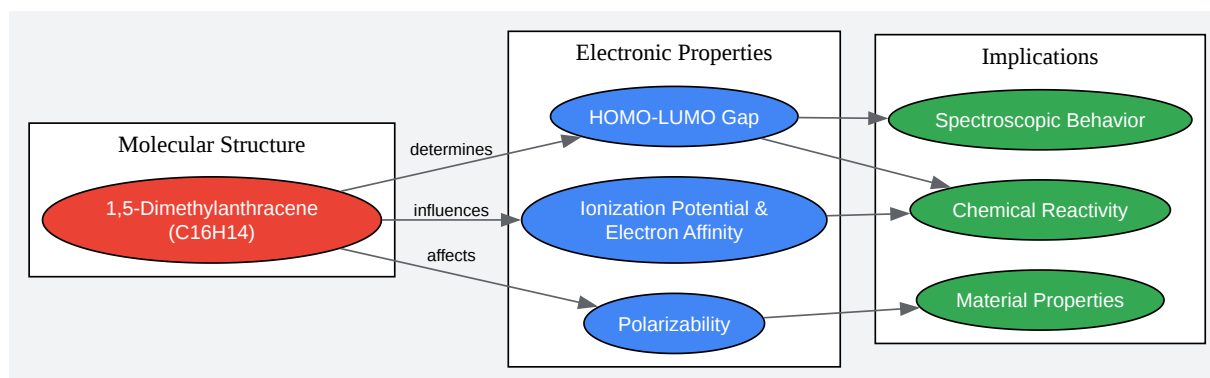 Molecular Structure
1,5-Dimethylanthracene
(C16H14)
determines
influences
affects
Electronic Properties
HOMO-LUMO Gap
Ionization Potential &
Electron Affinity
Polarizability
Implications
Spectroscopic Behavior
Chemical Reactivity
Material Properties